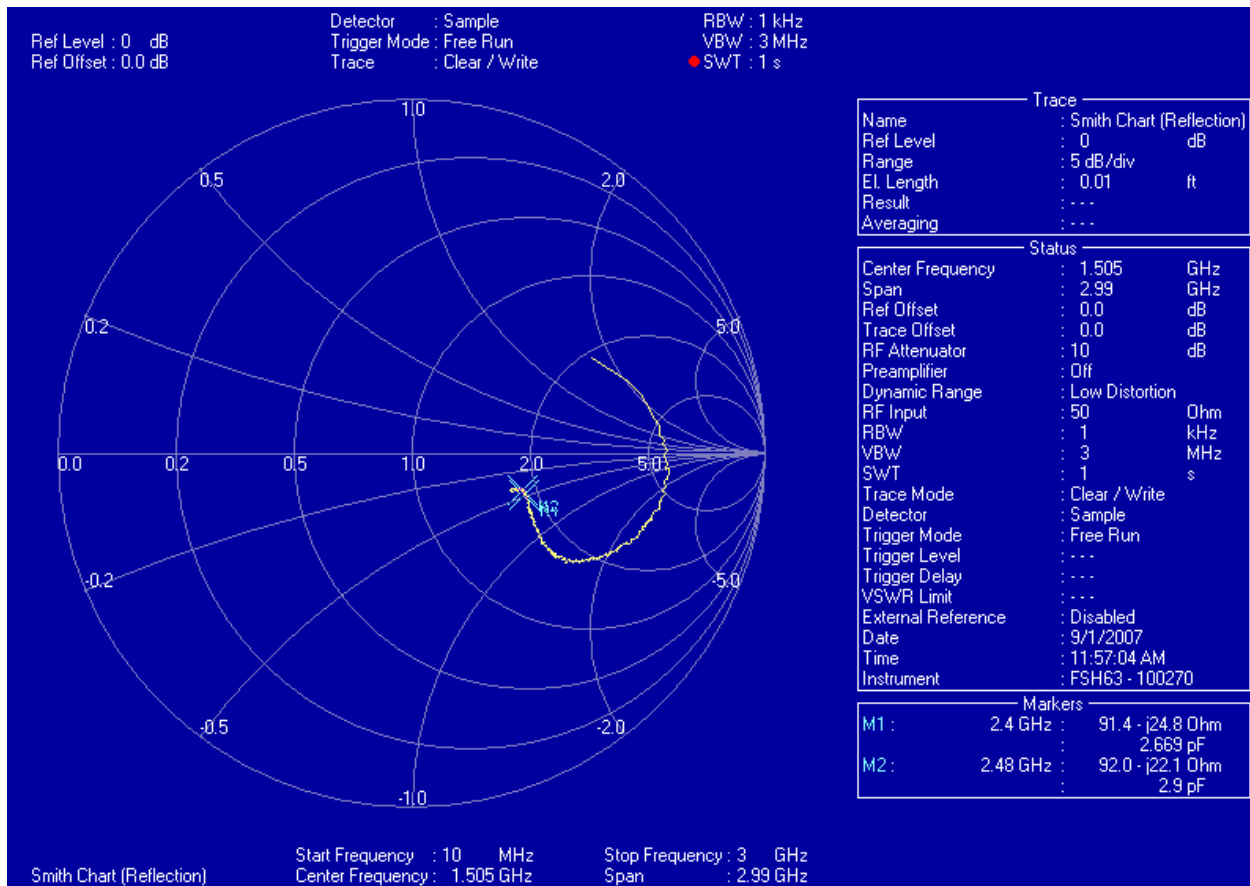 Ref Level : 0 dB
Ref Offset : 0.0 dB
Detector : Sample
Trigger Mode : Free Run
Trace : Clear / Write
RBW : 1 kHz
VBW : 3 MHz
SWT : 1 s
1.0
0.5
2.0
0.2
5.0
0.0 0.2 0.5 1.0 2.0 5.0
-0.2
-5.0
-0.5
-2.0
-1.0
Trace
Name : Smith Chart (Reflection)
Ref Level : 0 dB
Range : 5 dB/div
El. Length : 0.01 ft
Result : - - -
Averaging : - - -
Status
Center Frequency : 1.505 GHz
Span : 2.99 GHz
Ref Offset : 0.0 dB
Trace Offset : 0.0 dB
RF Attenuator : 10 dB
Preamplifier : Off
Dynamic Range : Low Distortion
RF Input : 50 Ohm
RBW : 1 kHz
VBW : 3 MHz
SWT : 1 s
Trace Mode : Clear / Write
Detector : Sample
Trigger Mode : Free Run
Trigger Level : - - -
Trigger Delay : - - -
VSWR Limit : - - -
External Reference : Disabled
Date : 9/1/2007
Time : 11:57:04 AM
Instrument : FSH63 - 100270
Markers
M1 : 2.4 GHz : 91.4 - j24.8 Ohm
: 2.669 pF
M2 : 2.48 GHz : 92.0 - j22.1 Ohm
: 2.9 pF
Smith Chart (Reflection)
Start Frequency : 10 MHz
Center Frequency : 1.505 GHz
Stop Frequency : 3 GHz
Span : 2.99 GHz